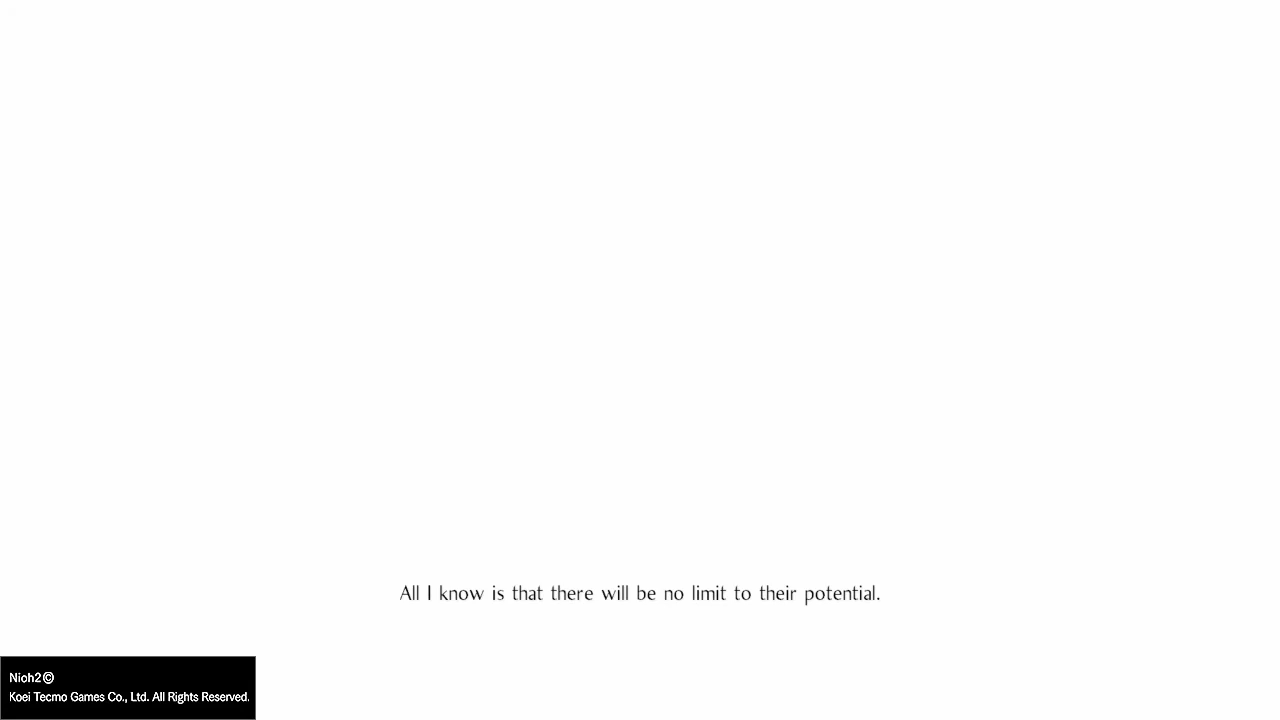 All I know is that there will be no limit to their potential.
Nioh2©
Koei Tecmo Games Co., Ltd. All Rights Reserved.